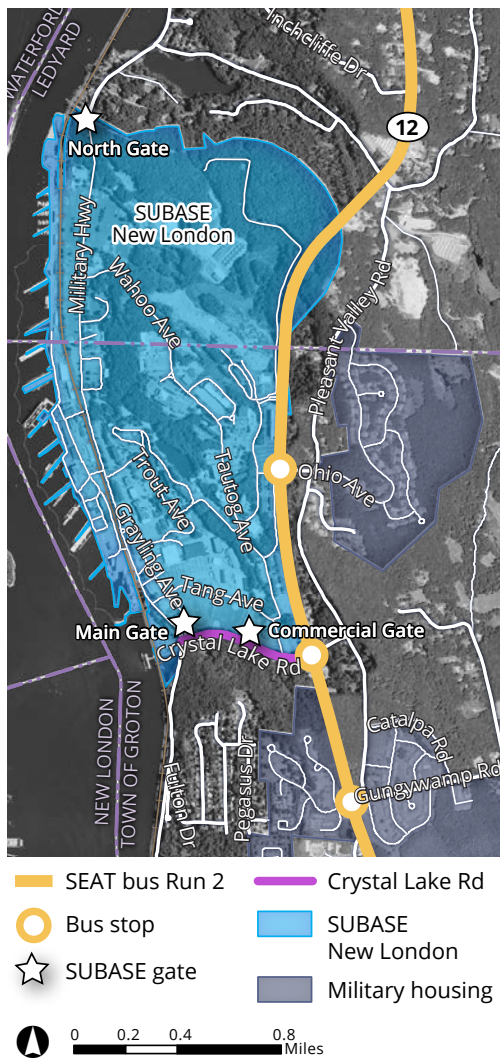 WATERFORD
LEDYARD
Inchcliffe Dr
12
North Gate
SUBASE
New London
Military Hwy
Wahoo Ave
Pleasant Valley Rd
Ohio Ave
Trout Ave
Tautog Ave
Grayling Ave
Tang Ave
Main Gate
Commercial Gate
Crystal Lake Rd
NEW LONDON
TOWN OF GROTON
Fulton Dr
Pegasus Dr
Catalpa Rd
Gungywamp Rd
SEAT bus Run 2
Crystal Lake Rd
Bus stop
SUBASE
New London
SUBASE gate
Military housing
0 0.2 0.4 0.8
Miles